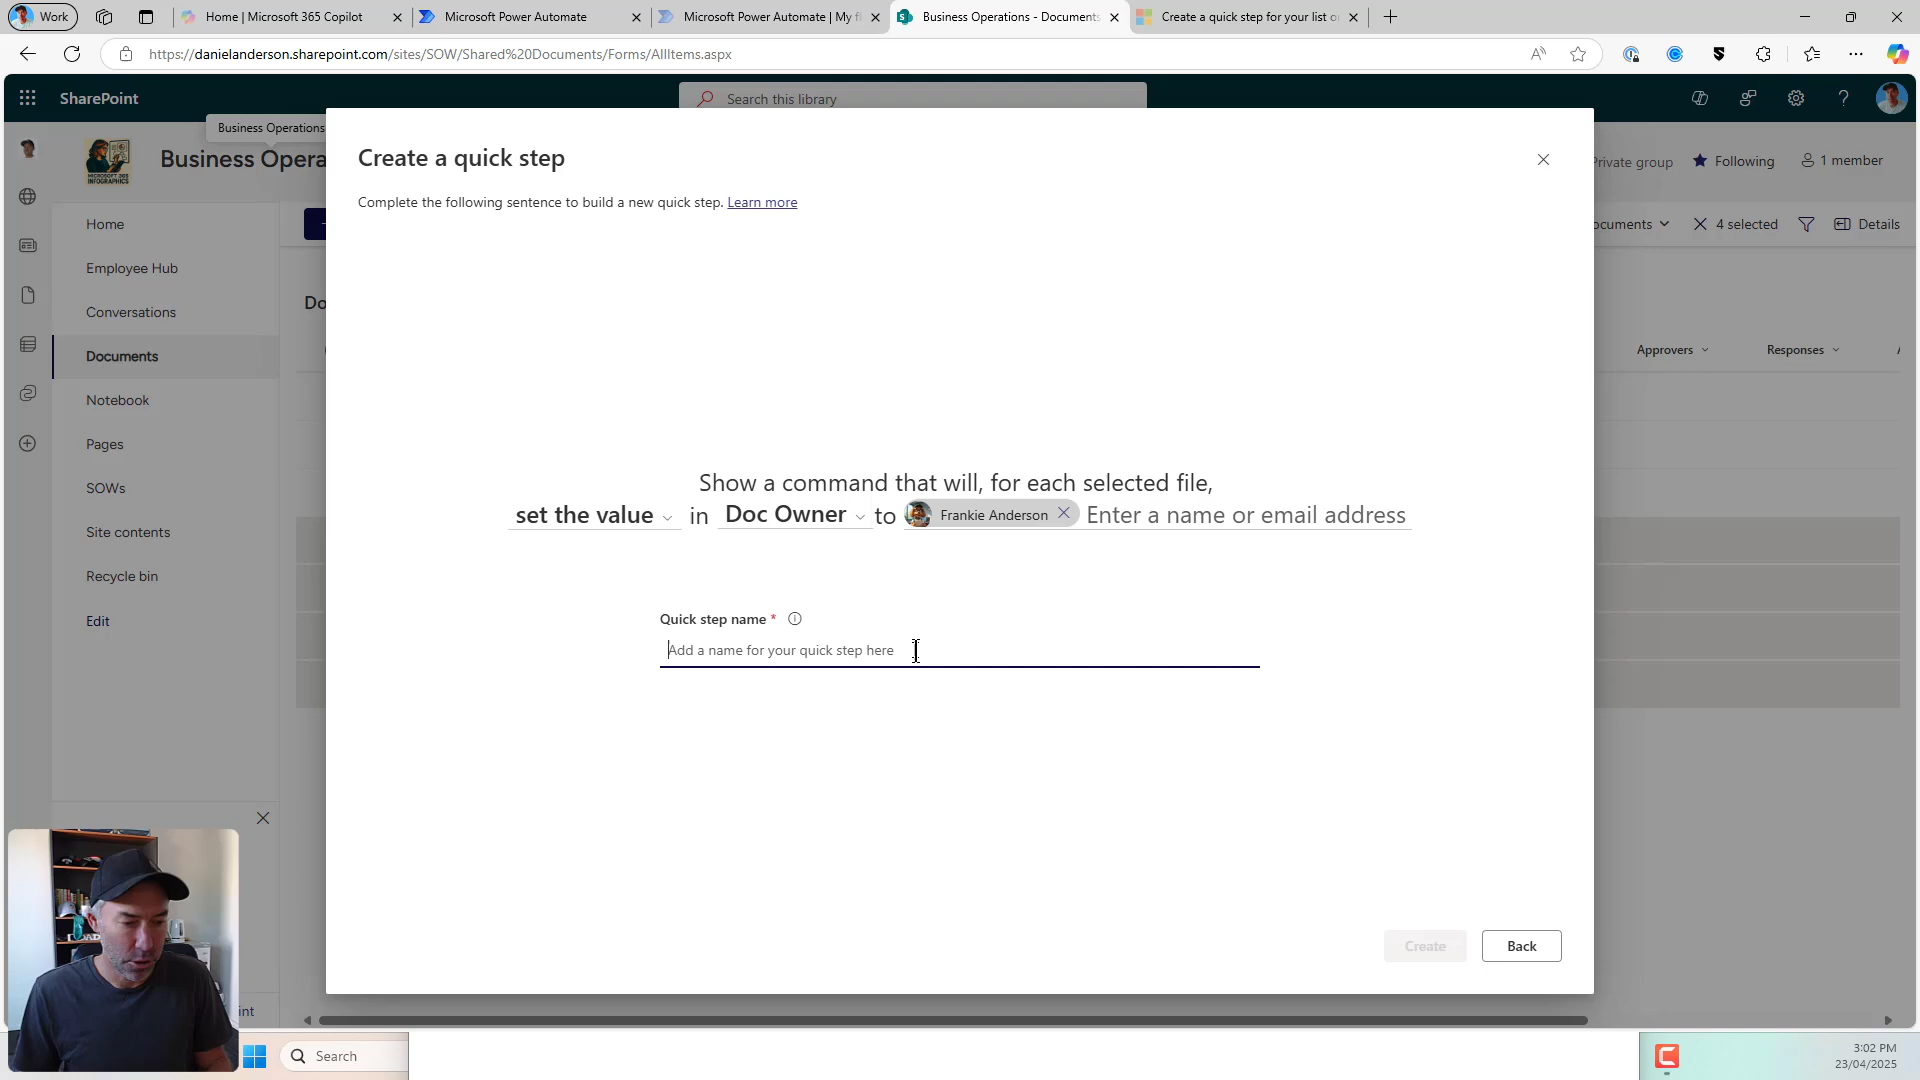 Work
Home | Microsoft 365 Copilot
Microsoft Power Automate
Microsoft Power Automate | My fl
Business Operations - Documents
Create a quick step for your list o
https://danielanderson.sharepoint.com/sites/SOW/Shared%20Documents/Forms/AllItems.aspx
SharePoint
Search this library
Business Operations
Business Opera
Private group
Following
1 member
ocuments
4 selected
Details
Home
Employee Hub
Conversations
Documents
Notebook
Pages
SOWs
Site contents
Recycle bin
Edit
Do
Approvers
Responses
Create a quick step
Complete the following sentence to build a new quick step. Learn more
Show a command that will, for each selected file,
set the value in Doc Owner to Frankie Anderson Enter a name or email address
Quick step name *
Add a name for your quick step here
Create
Back
int
Search
3:02 PM
23/04/2025